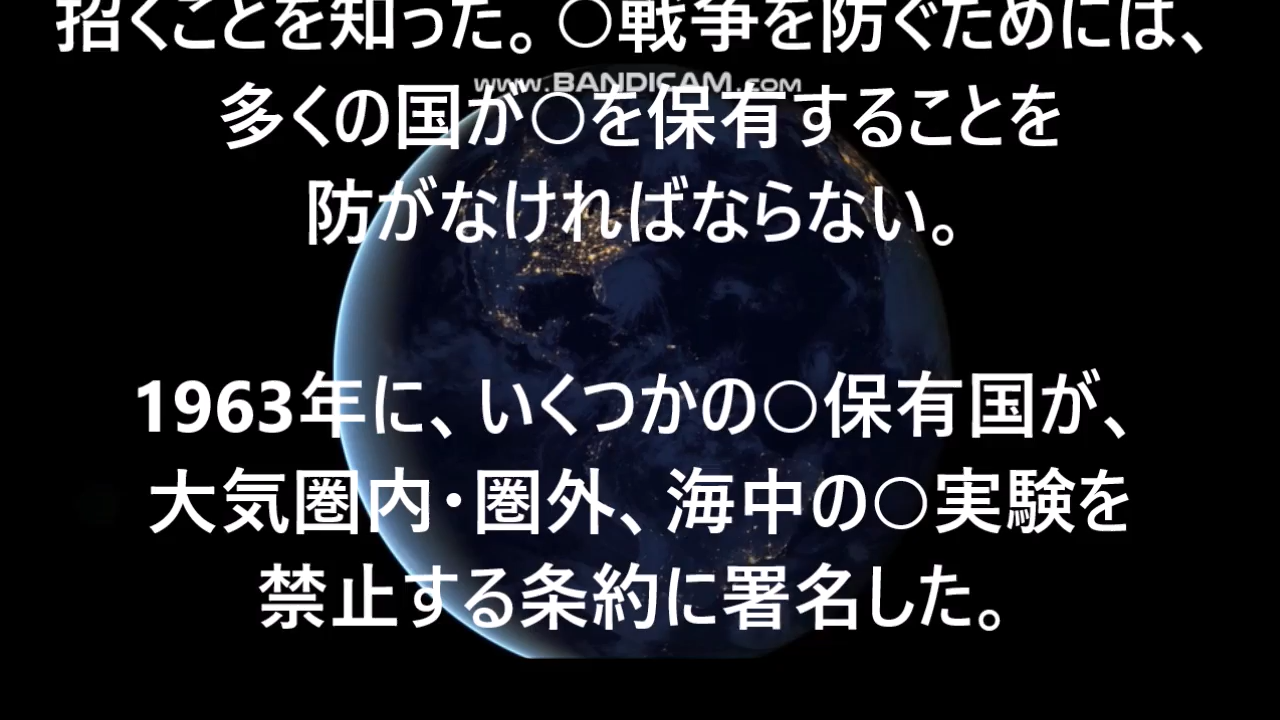 招くことを知った。〇戦争を防ぐためには、
www.BANDICAM.com
多くの国が〇を保有することを
防がなければならない。
1963年に、いくつかの〇保有国が、
大気圏内・圏外、海中の〇実験を
禁止する条約に署名した。